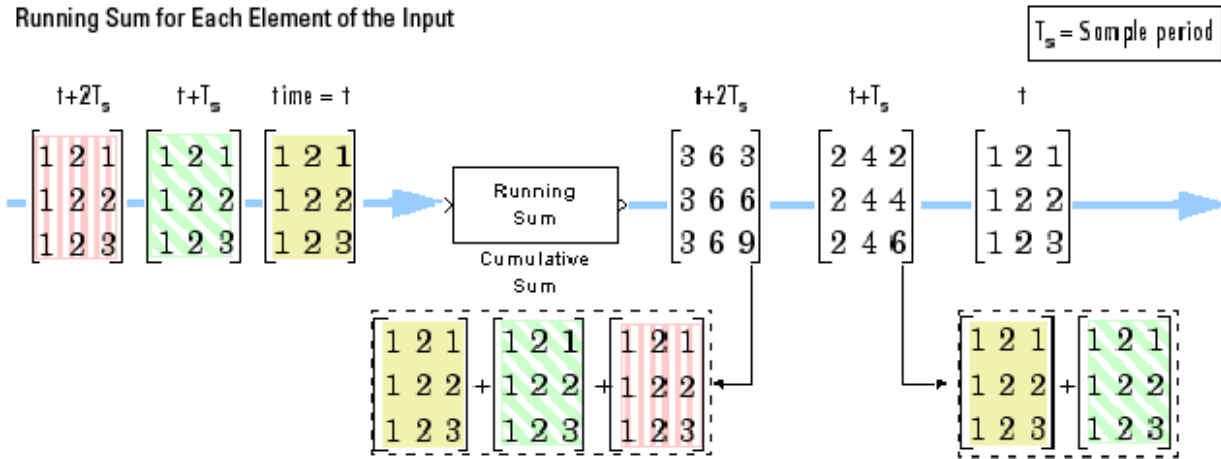 Running Sum for Each Element of the Input
Tₛ = Sample period
t+2Tₛ t+Tₛ time = t t+2Tₛ t+Tₛ t
1 2 1 1 2 1 1 2 1 3 6 3 2 4 2 1 2 1
1 2 2 1 2 2 1 2 2 Running 3 6 6 2 4 4 1 2 2
Sum
1 2 3 1 2 3 1 2 3 3 6 9 2 4 6 1 2 3
Cumulative
Sum
1 2 1 1 2 1 1 2 1 1 2 1 1 2 1
1 2 2 + 1 2 2 + 1 2 2 1 2 2 + 1 2 2
1 2 3 1 2 3 1 2 3 1 2 3 1 2 3